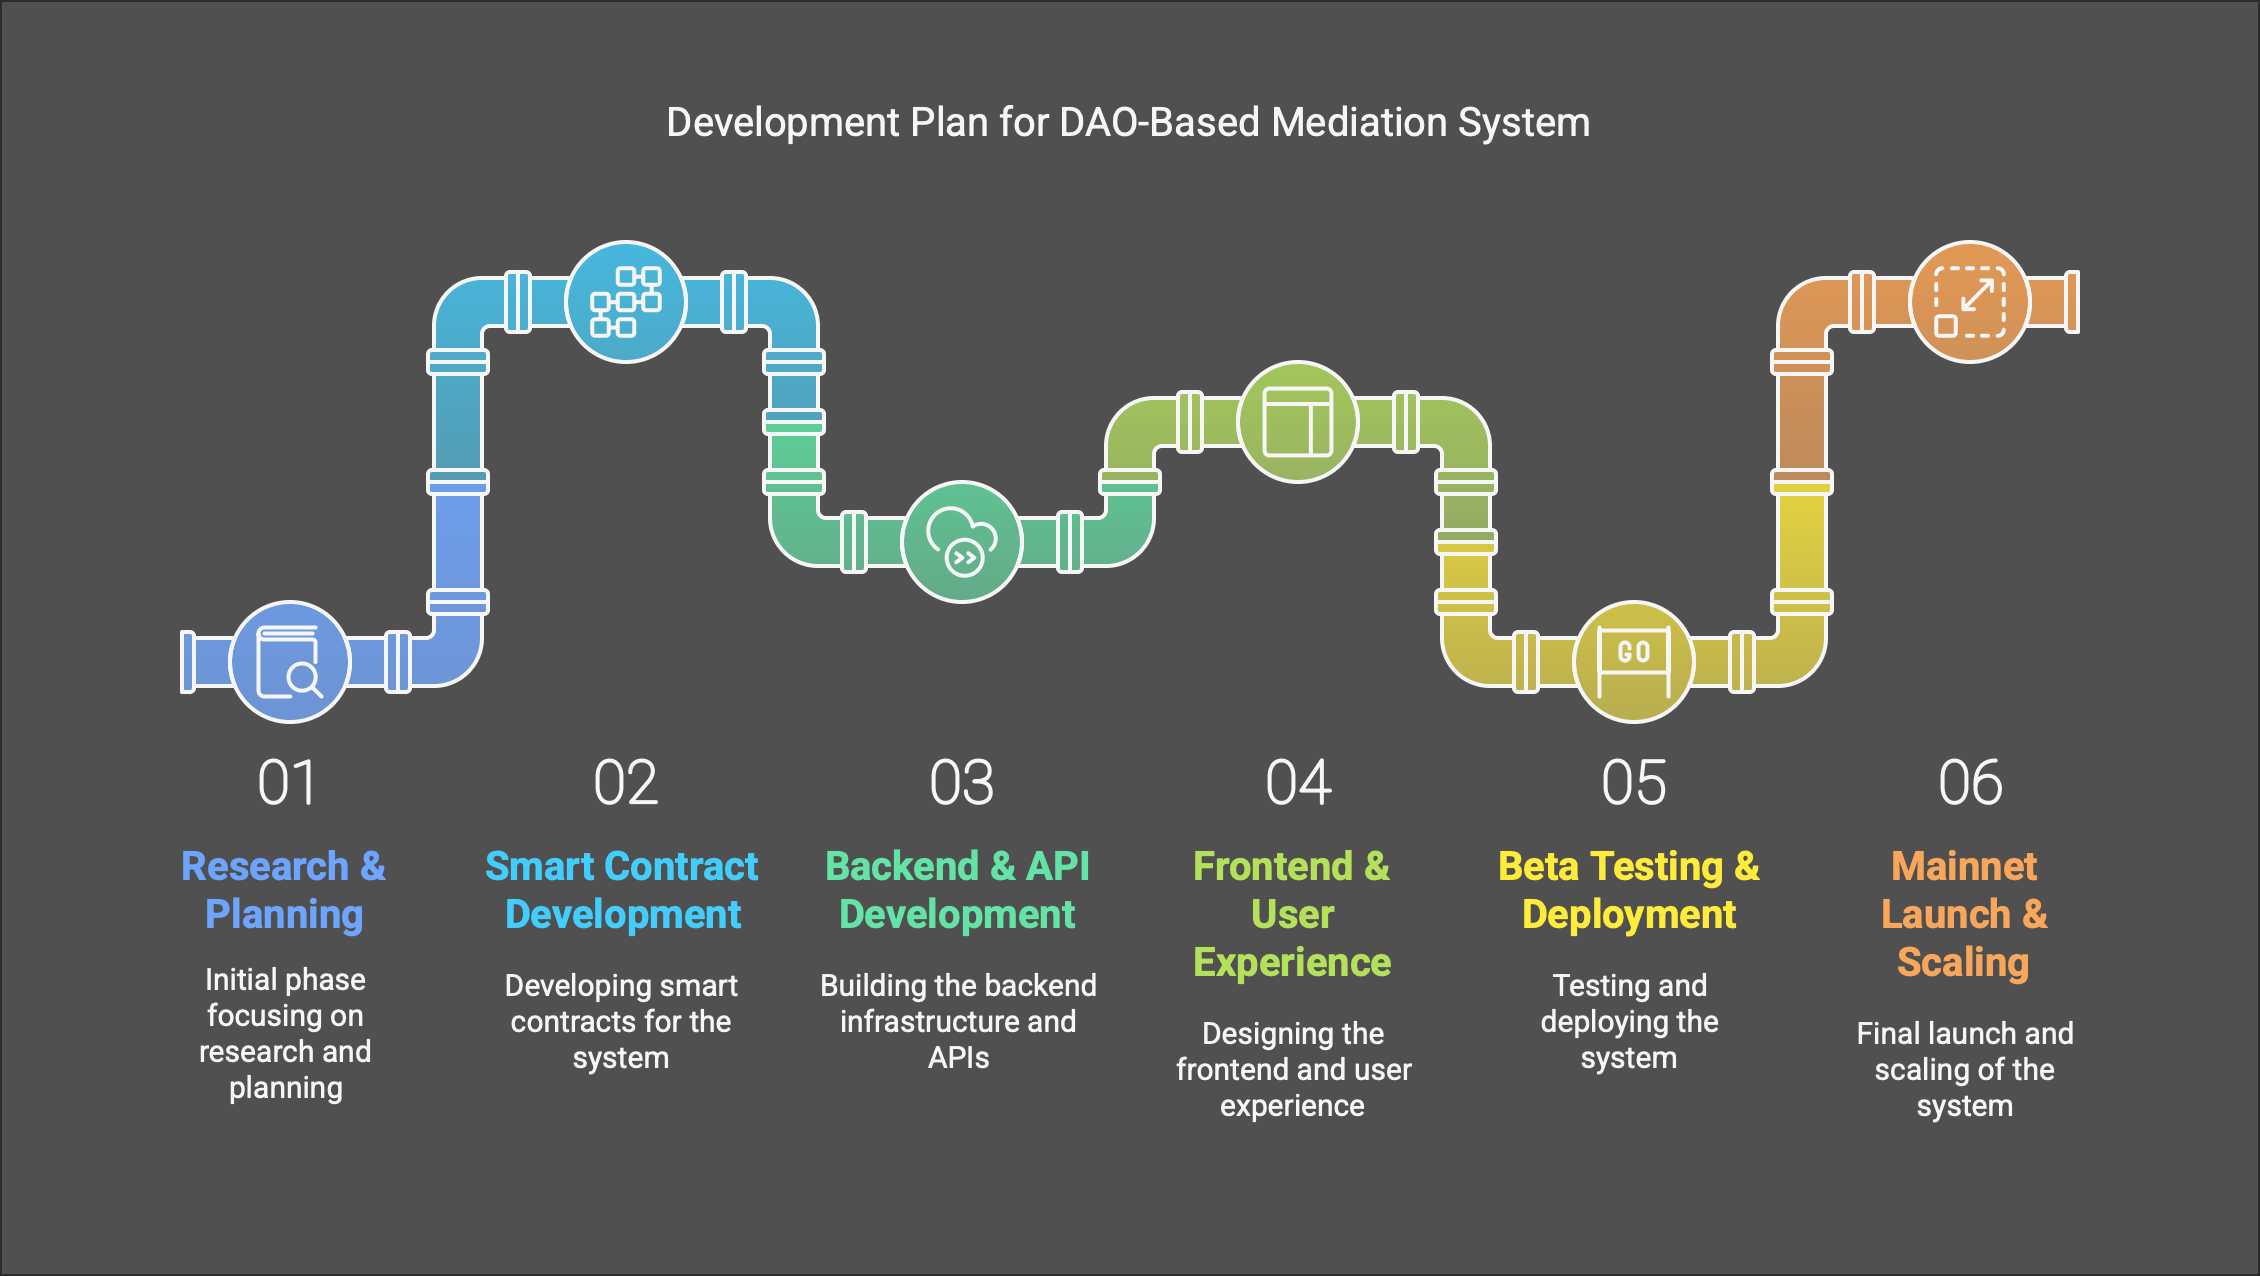 Development Plan for DAO-Based Mediation System
GO
01
Research &
Planning
Initial phase
focusing on
research and
planning
02
Smart Contract
Development
Developing smart
contracts for the
system
03
Backend & API
Development
Building the backend
infrastructure and
APIs
04
Frontend &
User
Experience
Designing the
frontend and user
experience
05
Beta Testing &
Deployment
Testing and
deploying the
system
06
Mainnet
Launch &
Scaling
Final launch and
scaling of the
system